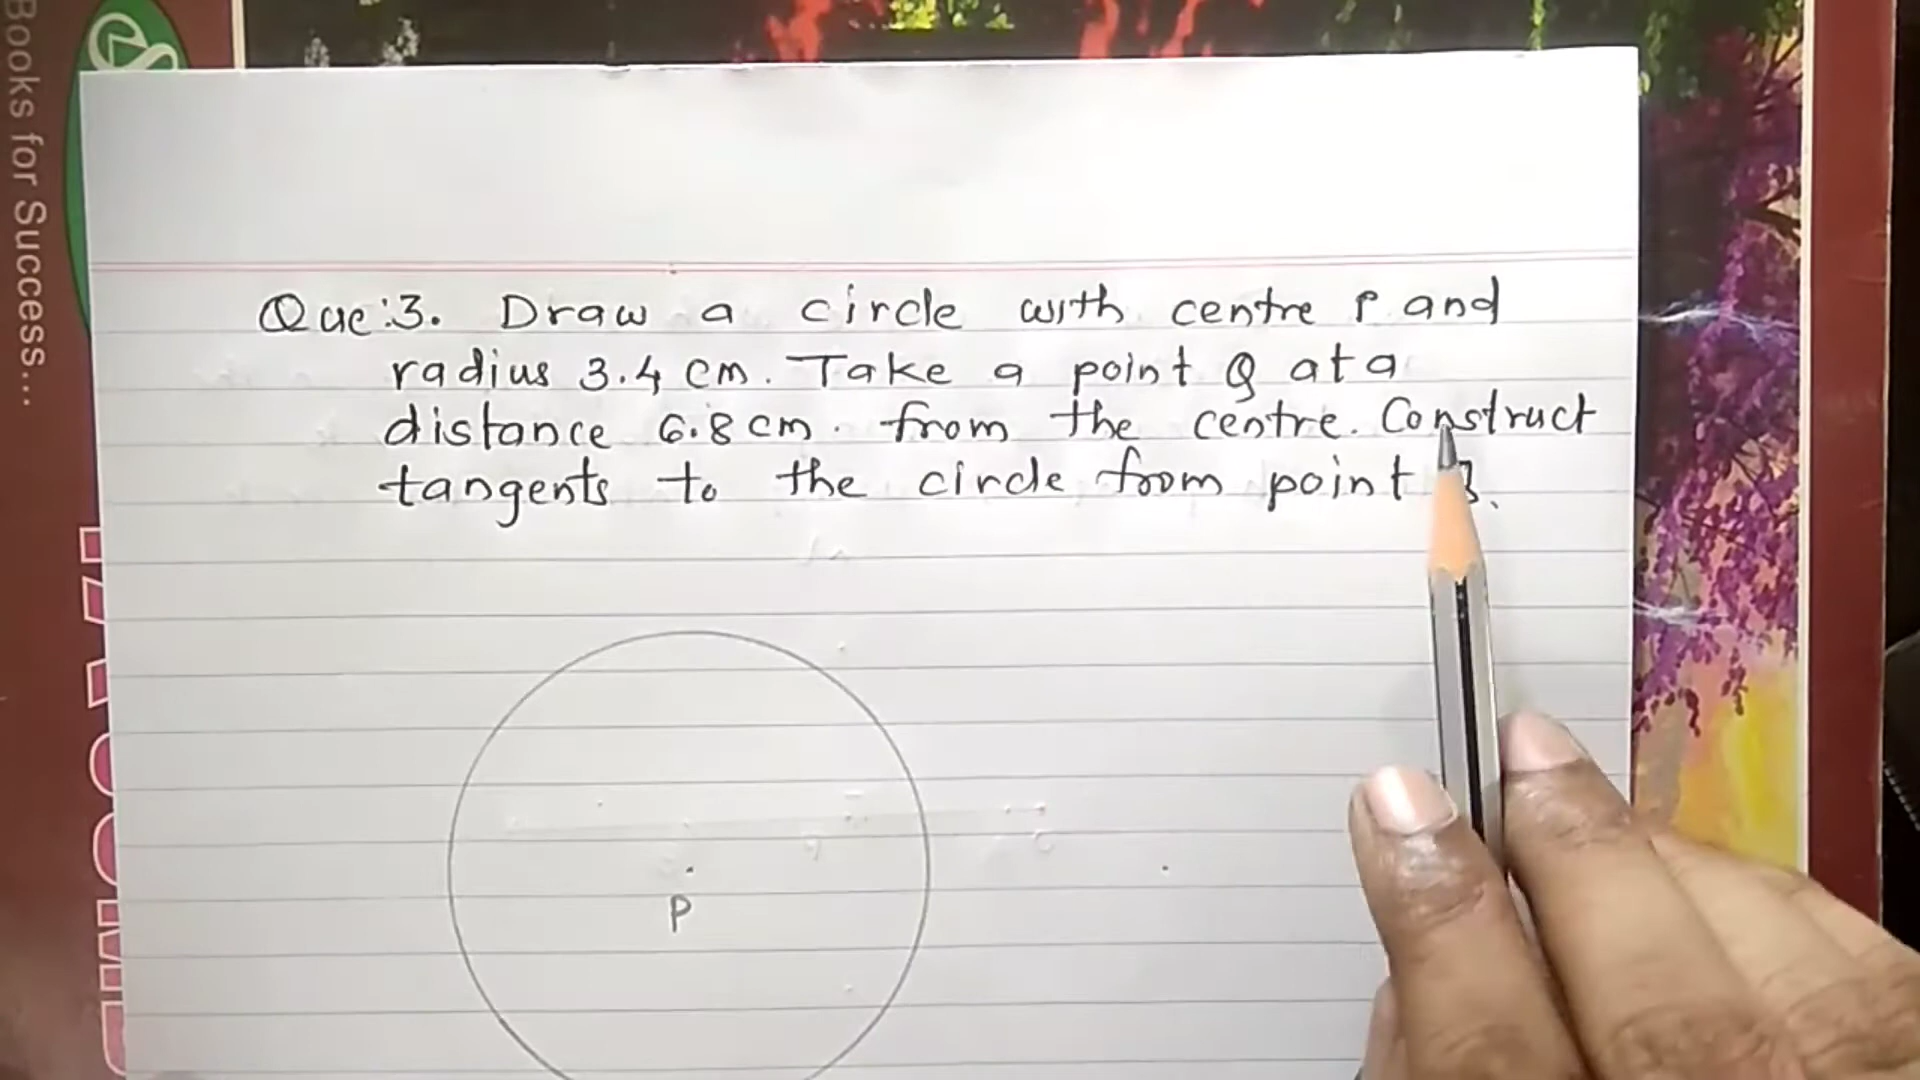 Que:3. Draw a circle with centre P and
radius 3.4 cm. Take a point Q at a
distance 6.8 cm. from the centre. Construct
tangents to the circle from point
P
Books for Success...